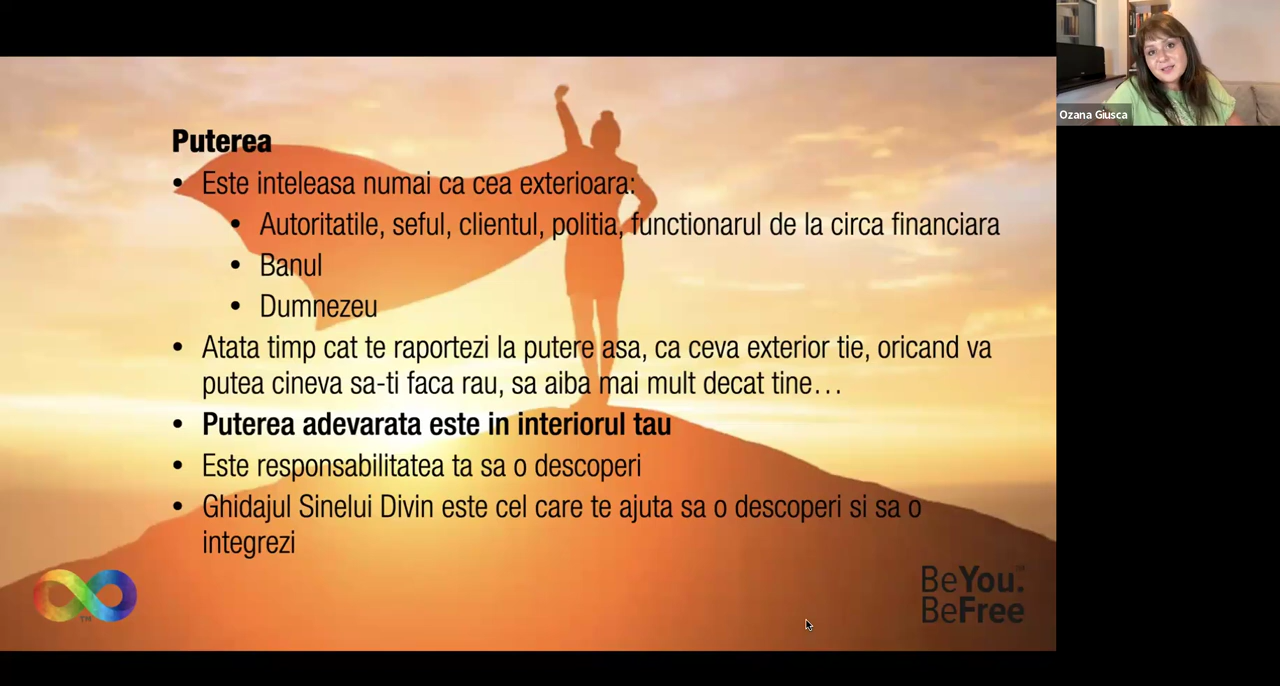 Puterea
• Este inteleasa numai ca cea exterioara:
• Autoritatile, seful, clientul, politia, functionarul de la circa financiara
• Banul
• Dumnezeu
• Atata timp cat te raportezi la putere asa, ca ceva exterior tie, oricand va
putea cineva sa-ti faca rau, sa aiba mai mult decat tine…
• Puterea adevarata este in interiorul tau
• Este responsabilitatea ta sa o descoperi
• Ghidajul Sinelui Divin este cel care te ajuta sa o descoperi si sa o
integrezi
TM
BeYou.™
BeFree
Ozana Giusca